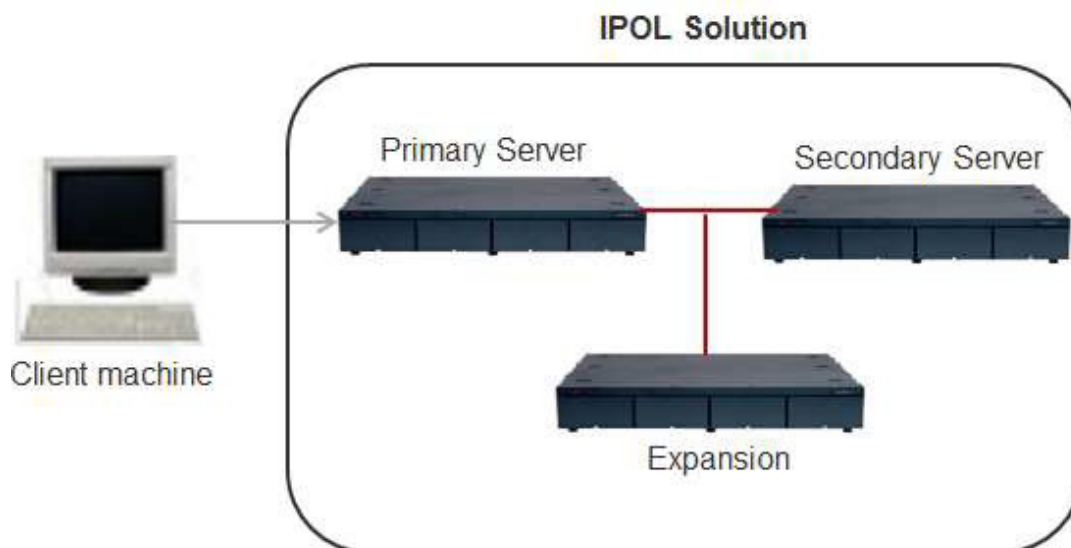 IPOL Solution
Primary Server
Secondary Server
Client machine
Expansion